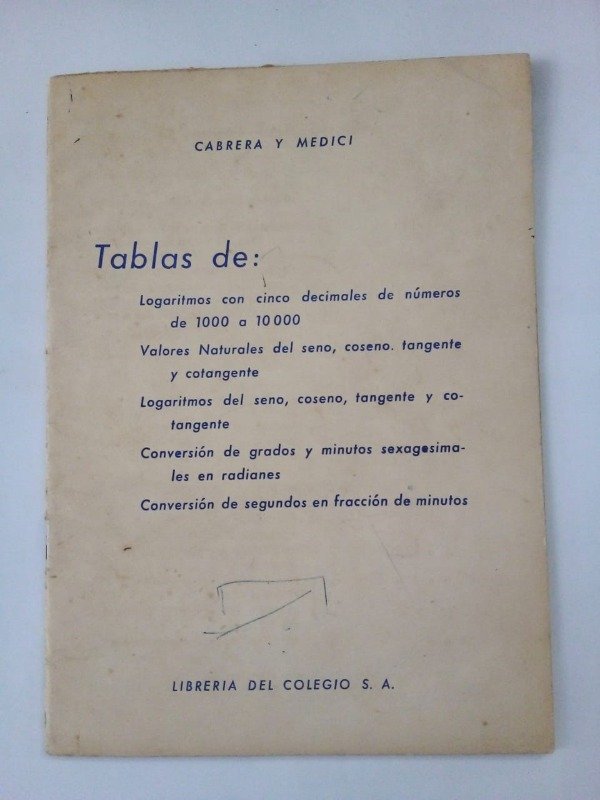 CABRERA Y MEDICI
Tablas de:
Logaritmos con cinco decimales de números
de 1000 a 10000
Valores Naturales del seno, coseno. tangente
y cotangente
Logaritmos del seno, coseno, tangente y co-
tangente
Conversión de grados y minutos sexagesima-
les en radianes
Conversión de segundos en fracción de minutos
LIBRERIA DEL COLEGIO S. A.